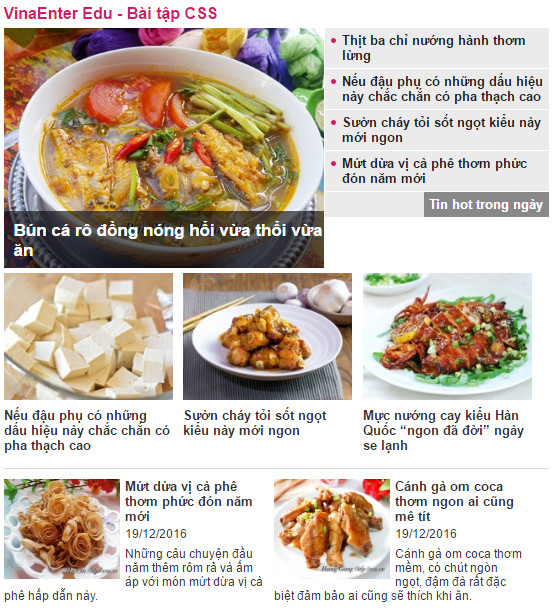 VinaEnter Edu - Bài tập CSS
Bún cá rô đồng nóng hổi vừa thổi vừa
ăn
Thịt ba chỉ nướng hành thơm
lừng
Nếu đậu phụ có những dấu hiệu
này chắc chắn có pha thạch cao
Sườn cháy tỏi sốt ngọt kiểu này
mới ngon
Mứt dừa vị cà phê thơm phức
đón năm mới
Tin hot trong ngày
Nếu đậu phụ có những
dấu hiệu này chắc chắn có
pha thạch cao
Sườn cháy tỏi sốt ngọt
kiểu này mới ngon
Mực nướng cay kiểu Hàn
Quốc “ngon đã đời” ngày
se lạnh
Mứt dừa vị cà phê
thơm phức đón năm
mới
19/12/2016
Những câu chuyện đầu
năm thêm rôm rả và ấm
áp với món mứt dừa vị cà
phê hấp dẫn này.
Cánh gà om coca
thơm ngon ai cũng
mê tít
19/12/2016
Cánh gà om coca thơm
mềm, có chút ngòn
ngọt, đậm đà rất đặc
biệt đảm bảo ai cũng sẽ thích khi ăn.